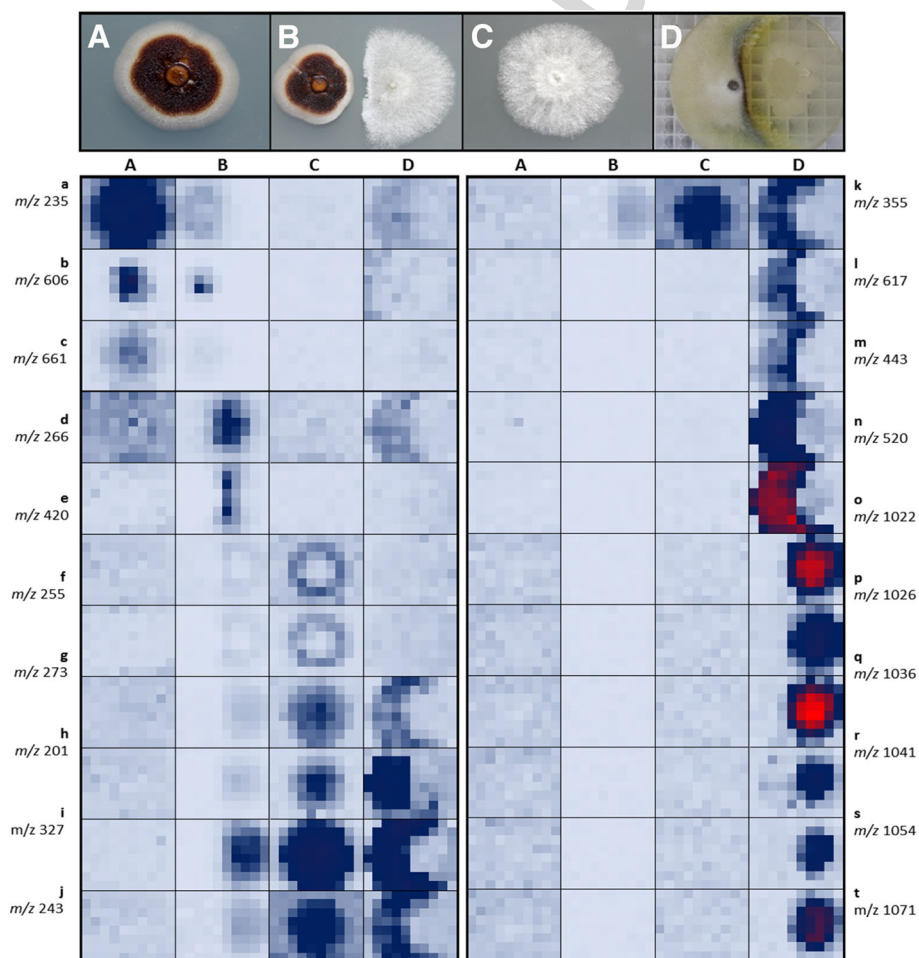 A B C D
A B C D A B C D
a
m/z 235
b
m/z 606
c
m/z 661
d
m/z 266
e
m/z 420
f
m/z 255
g
m/z 273
h
m/z 201
i
m/z 327
j
m/z 243
k
m/z 355
l
m/z 617
m
m/z 443
n
m/z 520
o
m/z 1022
p
m/z 1026
q
m/z 1036
r
m/z 1041
s
m/z 1054
t
m/z 1071